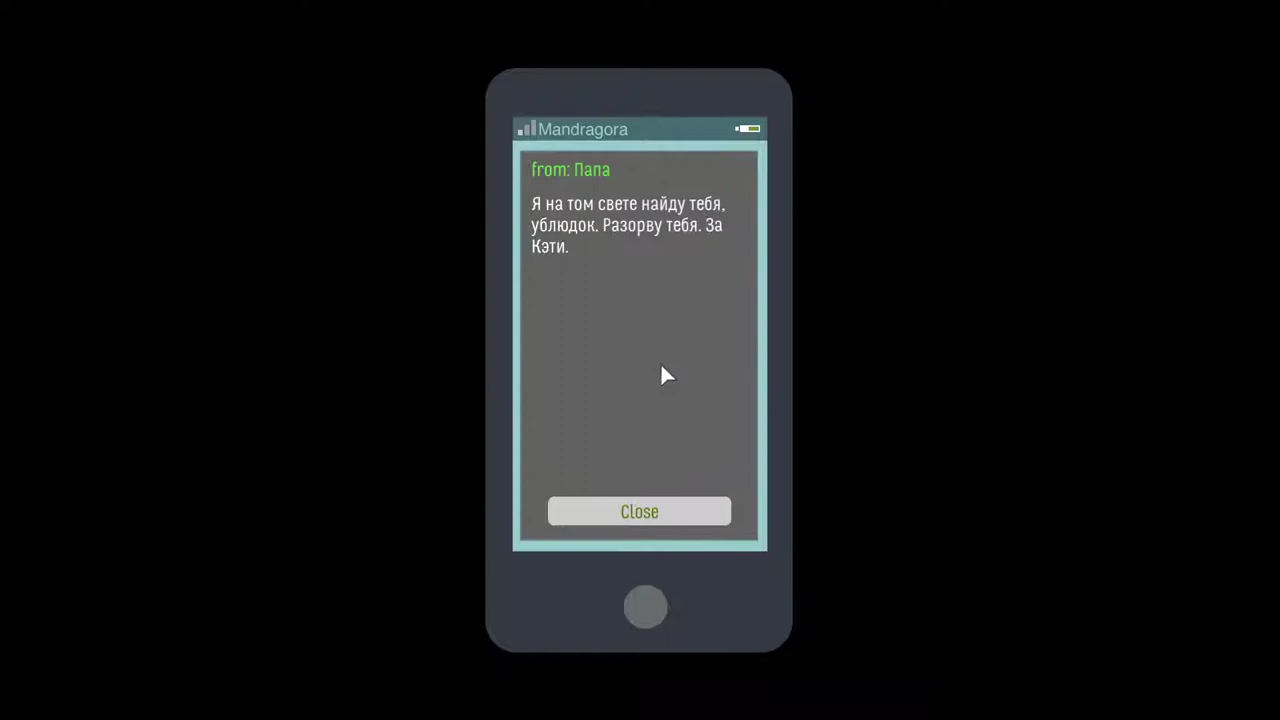 Mandragora
from: Папа
Я на том свете найду тебя,
ублюдок. Разорву тебя. За
Кэти.
Close